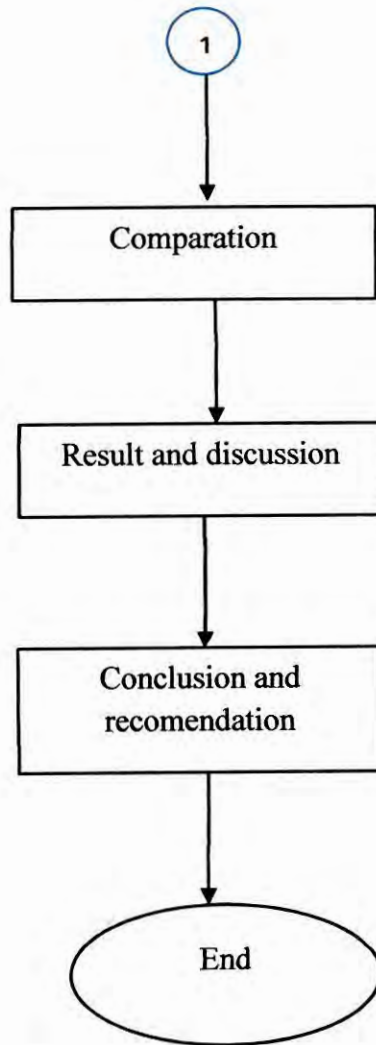 1
Comparation
Result and discussion
Conclusion and
recomendation
End